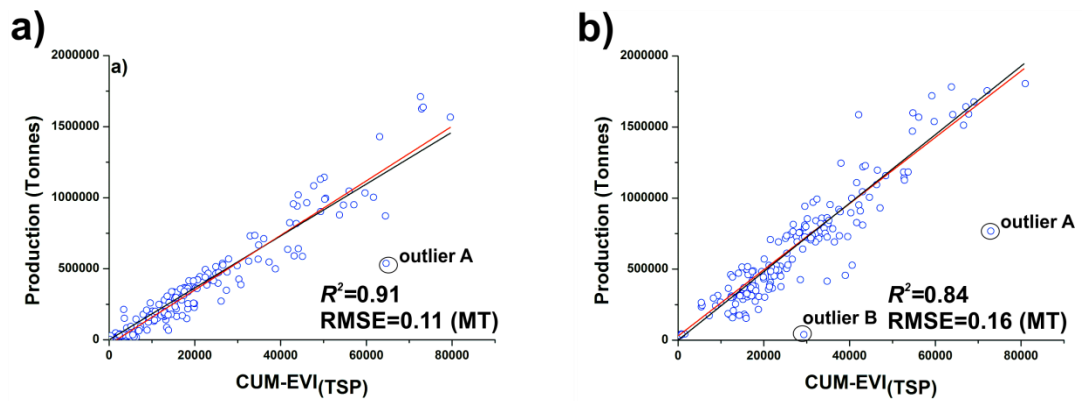 a)
a)
Production (Tonnes)
2000000
1500000
1000000
500000
0
outlier A
R²=0.91
RMSE=0.11 (MT)
0 20000 40000 60000 80000
CUM-EVI(TSP)
b)
Production (Tonnes)
2000000
1500000
1000000
500000
0
outlier A
R²=0.84
RMSE=0.16 (MT)
outlier B
0 20000 40000 60000 80000
CUM-EVI(TSP)